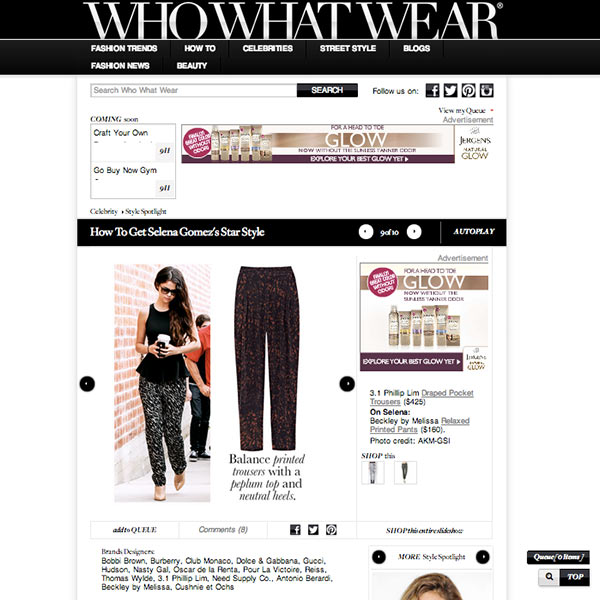 WHO WHAT WEAR®
FASHION TRENDS HOW TO CELEBRITIES STREET STYLE BLOGS
FASHION NEWS BEAUTY
Search Who What Wear SEARCH Follow us on:
View my Queue
Advertisement
COMING soon
Craft Your Own
911
Go Buy Now Gym
911
FINALLY! GREAT COLOR WITHOUT THE ODOR!
FOR A HEAD TO TOE
GLOW
NOW WITHOUT THE SUNLESS TANNER ODOR
EXPLORE YOUR BEST GLOW YET
JERGENS
NATURAL
GLOW
Celebrity Style Spotlight
How To Get Selena Gomez's Star Style 9 of 10 AUTOPLAY
Advertisement
FOR A HEAD TO TOE
GLOW
NOW WITHOUT THE
SUNLESS TANNER ODOR
EXPLORE YOUR BEST GLOW YET
JERGENS
NATURAL
GLOW
3.1 Phillip Lim Draped Pocket
Trousers ($425)
On Selena:
Beckley by Melissa Relaxed
Printed Pants ($160).
Photo credit: AKM-GSI
SHOP this
Balance printed
trousers with a
peplum top and
neutral heels.
add to QUEUE Comments (8) SHOP this entire slideshow
Brands Designers:
Bobbi Brown, Burberry, Club Monaco, Dolce & Gabbana, Gucci,
Hudson, Nasty Gal, Oscar de la Renta, Pour La Victoire, Reiss,
Thomas Wylde, 3.1 Phillip Lim, Need Supply Co., Antonio Berardi,
Beckley by Melissa, Cushnie et Ochs
MORE Style Spotlight
Queue [ 0 Items ]
TOP